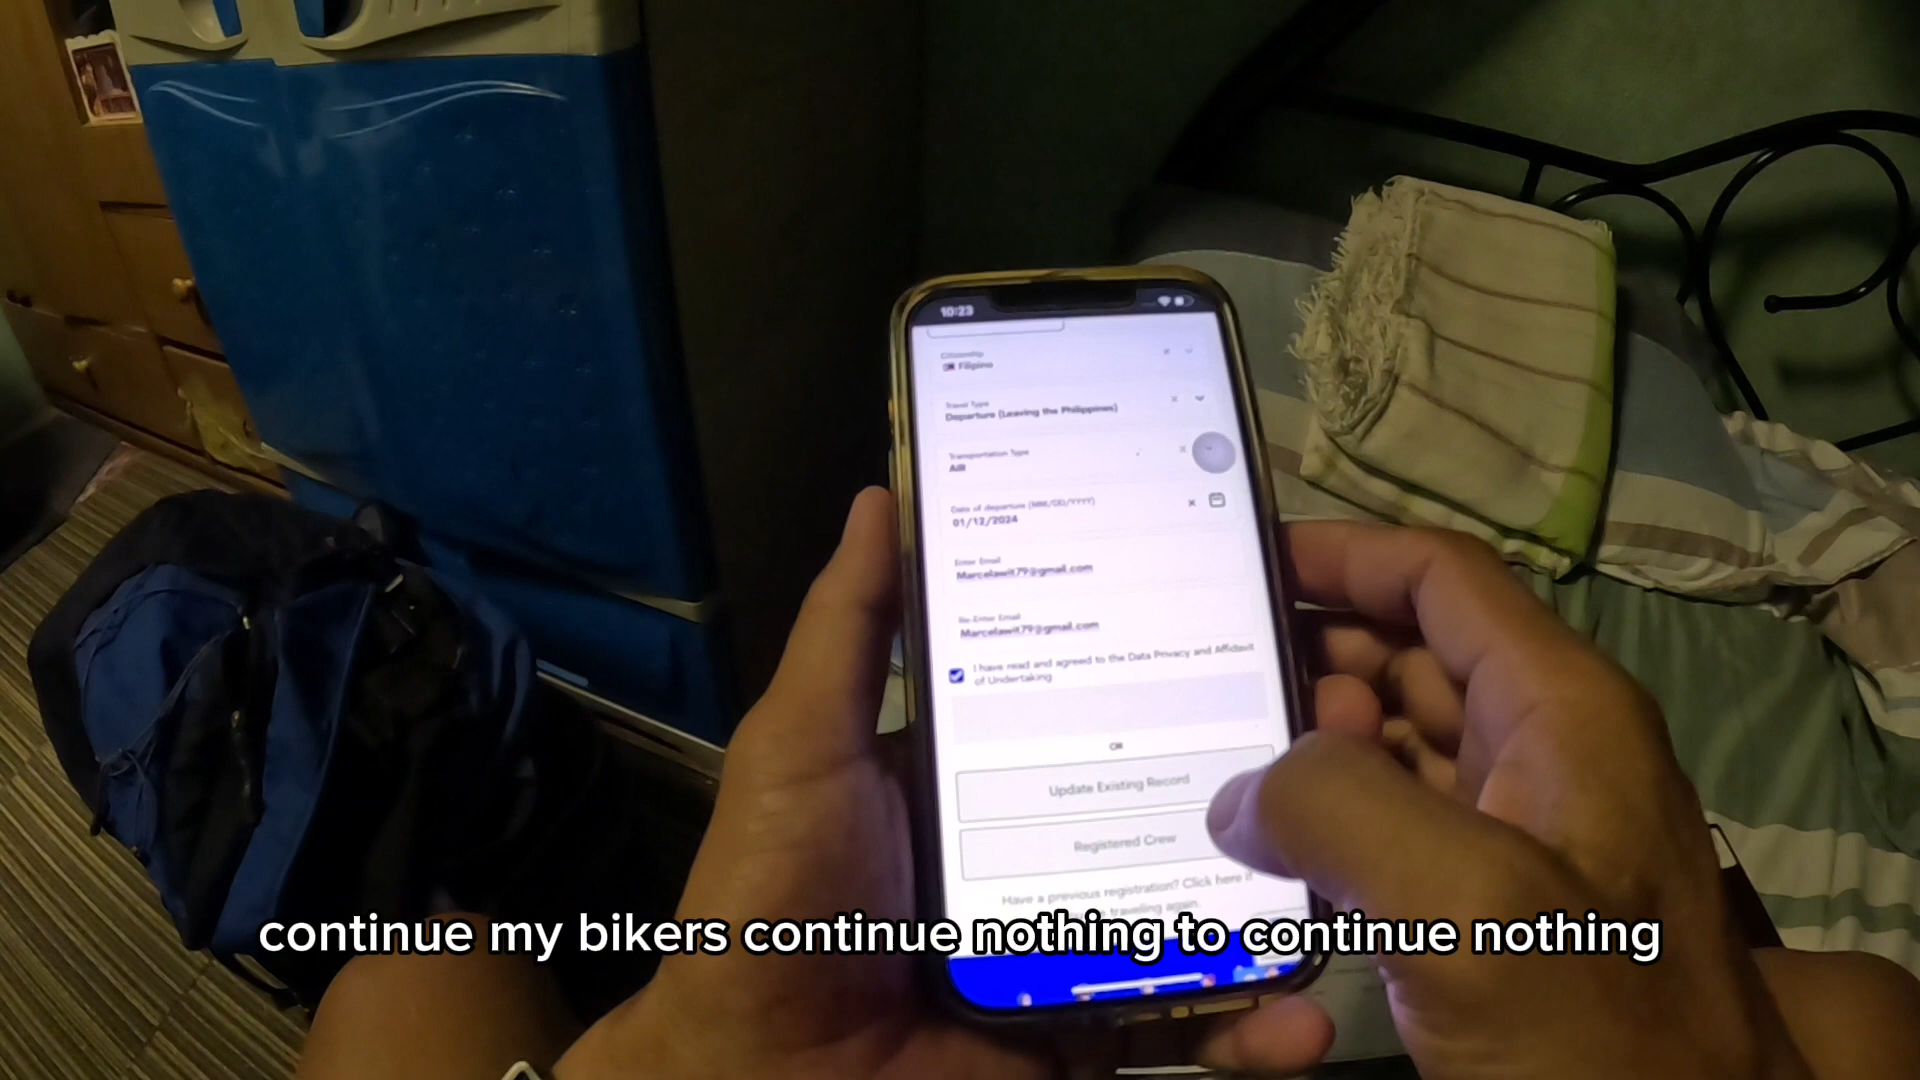 10:23
Citizenship
Filipino
Travel Type
Departure (Leaving the Philippines)
Transportation Type
AIR
Date of departure (MM/DD/YYYY)
01/12/2024
Enter Email
Marcelawit79@gmail.com
Re-Enter Email
Marcelawit79@gmail.com
I have read and agreed to the Data Privacy and Affidavit
of Undertaking
OR
Update Existing Record
Registered Crew
Have a previous registration? Click here if
traveling again.
continue my bikers continue nothing to continue nothing